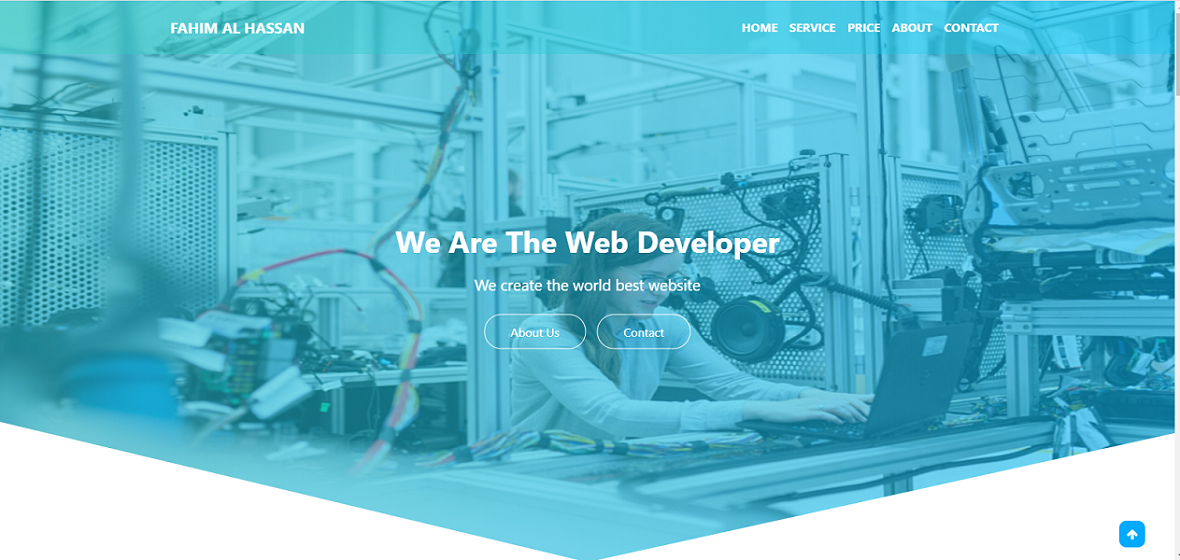 FAHIM AL HASSAN
HOME SERVICE PRICE ABOUT CONTACT
We Are The Web Developer
We create the world best website
About Us Contact